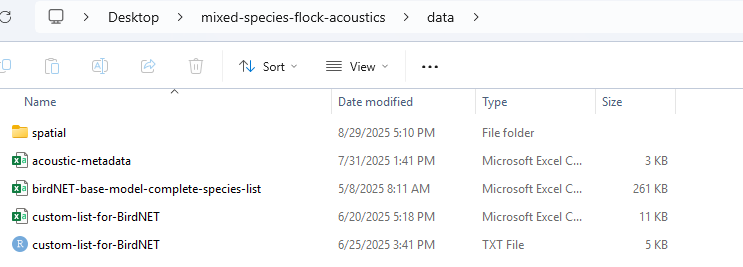 Desktop mixed-species-flock-acoustics data
Sort View
Name Date modified Type Size
spatial 8/29/2025 5:10 PM File folder
acoustic-metadata 7/31/2025 1:41 PM Microsoft Excel C... 3 KB
birdNET-base-model-complete-species-list 5/8/2025 8:11 AM Microsoft Excel C... 261 KB
custom-list-for-BirdNET 6/20/2025 5:18 PM Microsoft Excel C... 11 KB
custom-list-for-BirdNET 6/25/2025 3:41 PM TXT File 5 KB